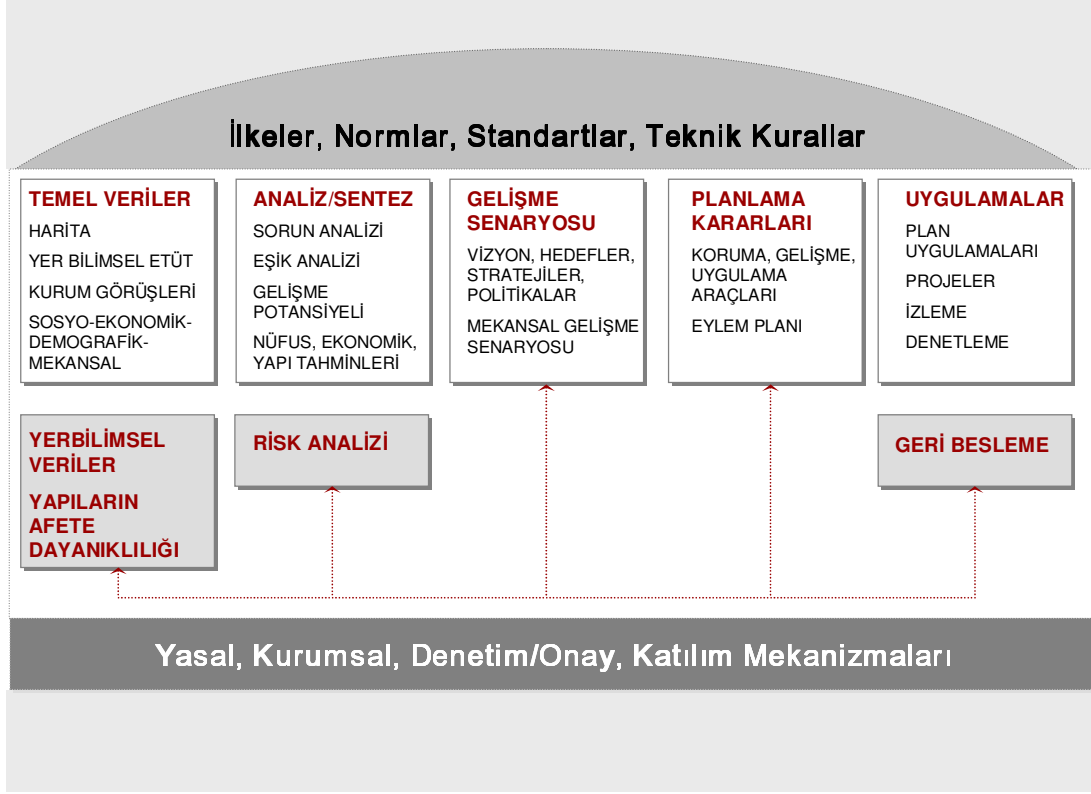 İlkeler, Normlar, Standartlar, Teknik Kurallar
TEMEL VERİLER
HARİTA
YER BİLİMSEL ETÜT
KURUM GÖRÜŞLERİ
SOSYO-EKONOMİK-
DEMOGRAFİK-
MEKANSAL
ANALİZ/SENTEZ
SORUN ANALİZİ
EŞİK ANALİZİ
GELİŞME
POTANSİYELİ
NÜFUS, EKONOMİK,
YAPI TAHMİNLERİ
GELİŞME
SENARYOSU
VİZYON, HEDEFLER,
STRATEJİLER,
POLİTİKALAR
MEKANSAL GELİŞME
SENARYOSU
PLANLAMA
KARARLARI
KORUMA, GELİŞME,
UYGULAMA
ARAÇLARI
EYLEM PLANI
UYGULAMALAR
PLAN
UYGULAMALARI
PROJELER
İZLEME
DENETLEME
YERBİLİMSEL
VERİLER
YAPILARIN
AFETE
DAYANIKLILIĞI
RİSK ANALİZİ
GERİ BESLEME
Yasal, Kurumsal, Denetim/Onay, Katılım Mekanizmaları